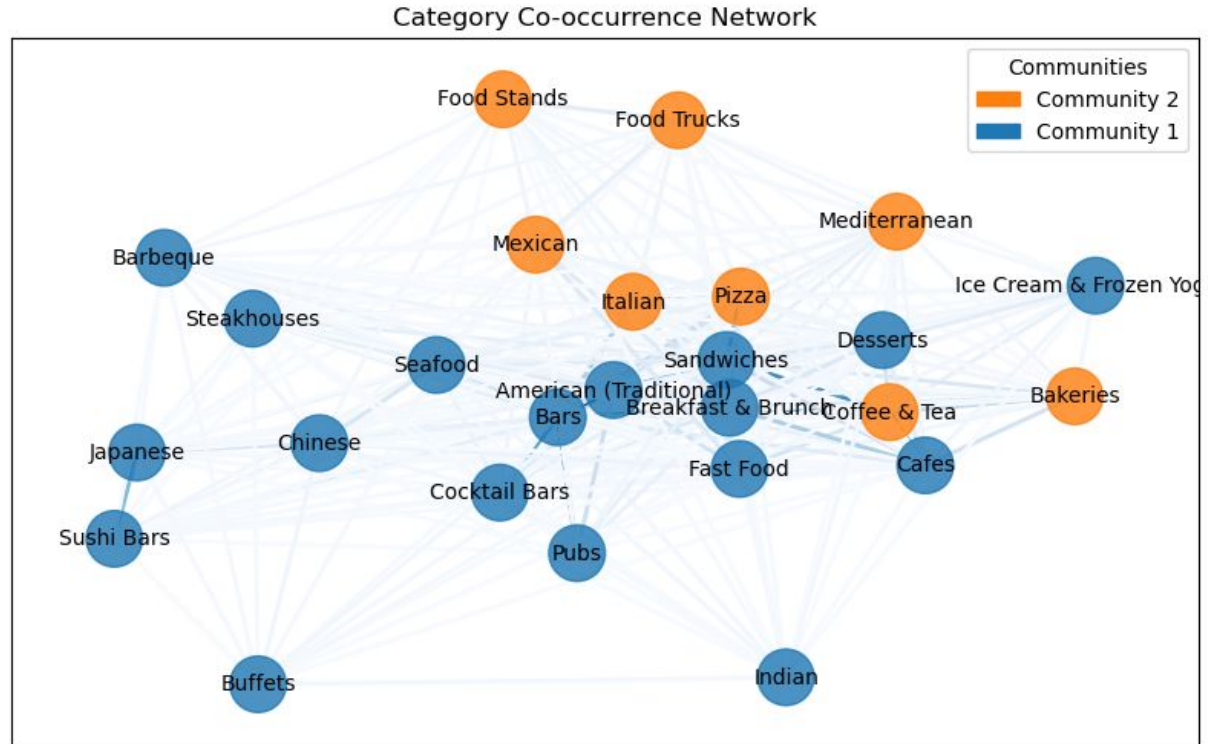 Category Co-occurrence Network
Communities
Community 2
Community 1
Food Stands
Food Trucks
Mediterranean
Mexican
Barbeque
Ice Cream & Frozen Yog
Pizza
Italian
Steakhouses
Desserts
Sandwiches
Seafood
American (Traditional)
Bakeries
Breakfast & Brunch
Coffee & Tea
Bars
Chinese
Japanese
Cafes
Fast Food
Cocktail Bars
Sushi Bars
Pubs
Indian
Buffets